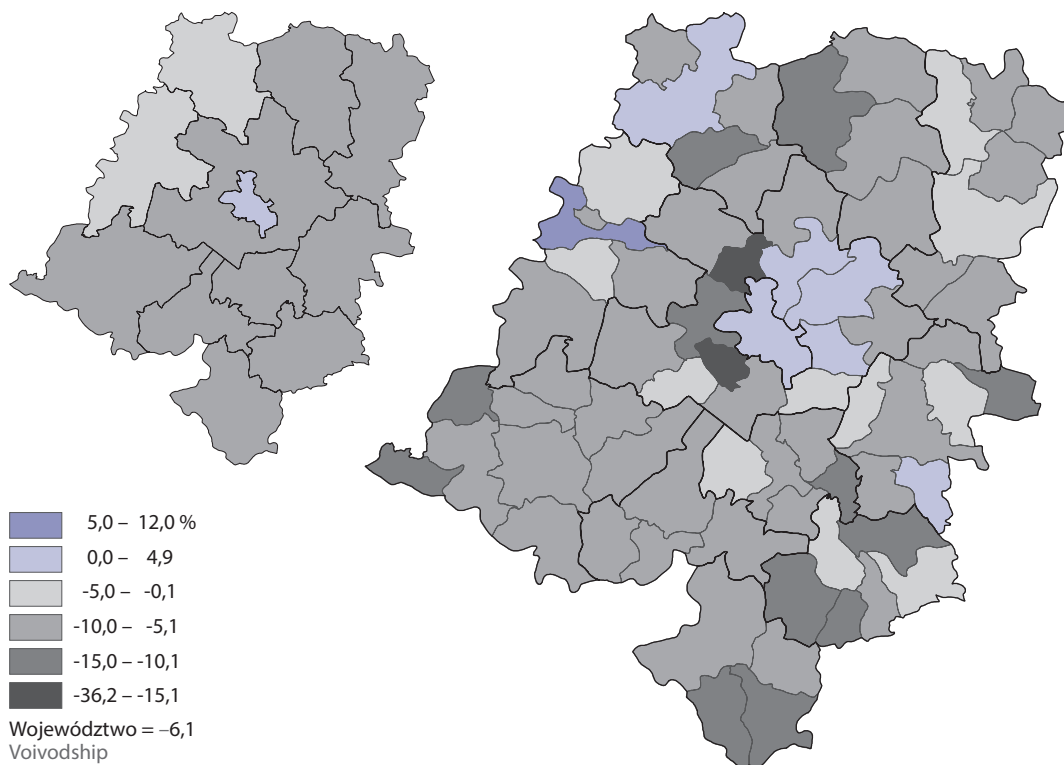 5,0 – 12,0 %
0,0 – 4,9
-5,0 – -0,1
-10,0 – -5,1
-15,0 – -10,1
-36,2 – -15,1
Województwo = –6,1
Voivodship